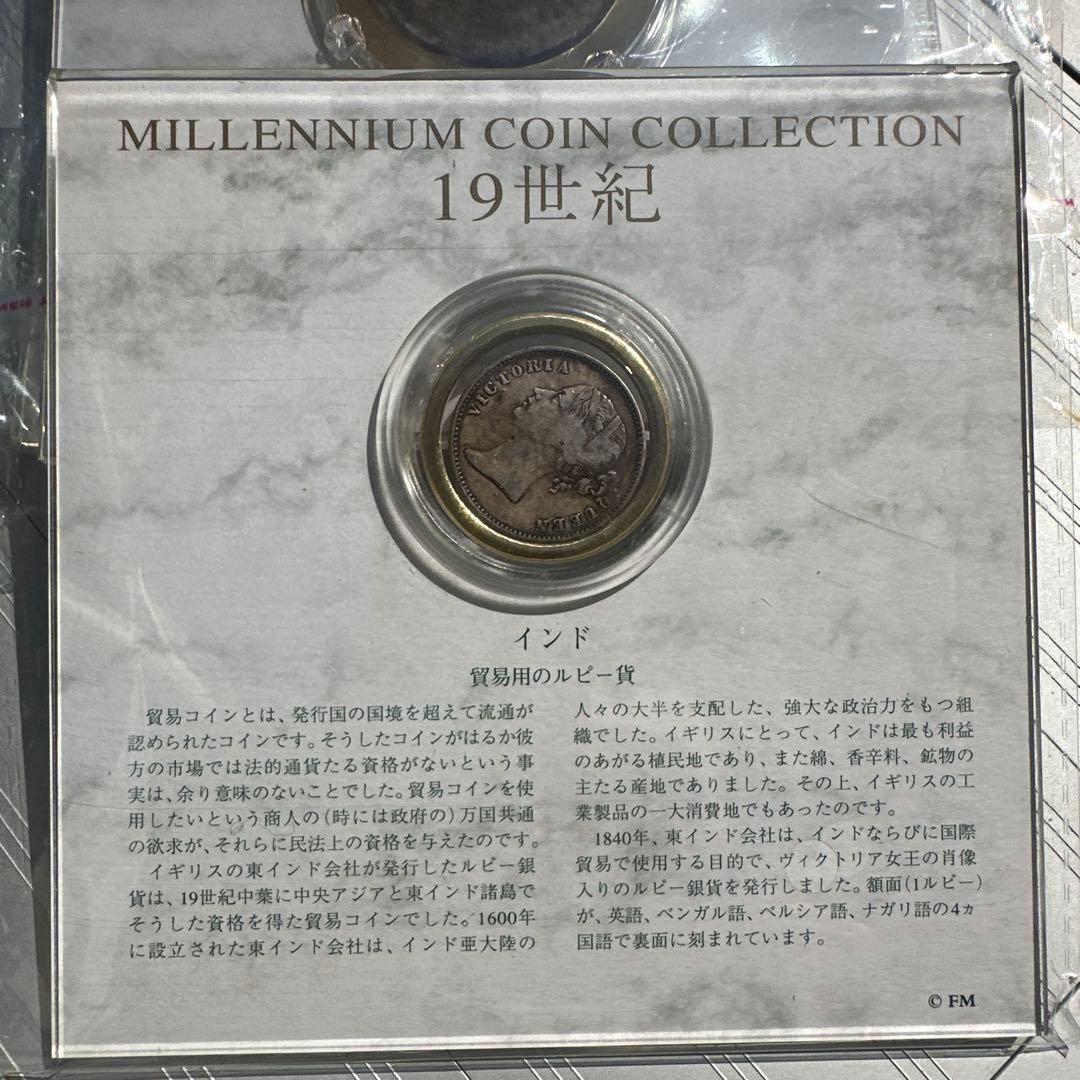 MILLENNIUM COIN COLLECTION
19世紀
VICTORIA
QUEEN
インド
貿易用のルピー貨
貿易コインとは、発行国の国境を超えて流通が
認められたコインです。そうしたコインがはるか彼
方の市場では法的通貨たる資格がないという事
実は、余り意味のないことでした。貿易コインを使
用したいという商人の(時には政府の)万国共通
の欲求が、それらに民法上の資格を与えたのです。
イギリスの東インド会社が発行したルピー銀
貨は、19世紀中葉に中央アジアと東インド諸島で
そうした資格を得た貿易コインでした。1600年
に設立された東インド会社は、インド亜大陸の
人々の大半を支配した、強大な政治力をもつ組
織でした。イギリスにとって、インドは最も利益
のあがる植民地であり、また綿、香辛料、鉱物の
主たる産地でありました。その上、イギリスの工
業製品の一大消費地でもあったのです。
1840年、東インド会社は、インドならびに国際
貿易で使用する目的で、ヴィクトリア女王の肖像
入りのルピー銀貨を発行しました。額面(1ルピー)
が、英語、ベンガル語、ペルシア語、ナガリ語の4ヵ
国語で裏面に刻まれています。
© FM